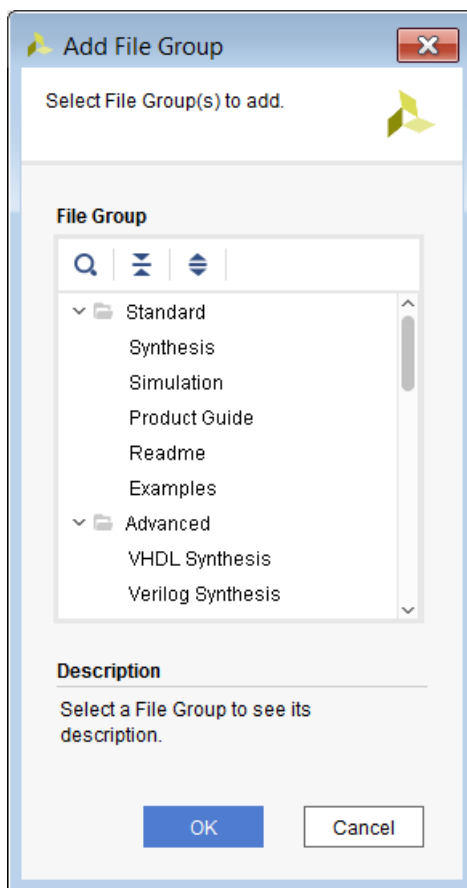 Add File Group
Select File Group(s) to add.
File Group
Standard
Synthesis
Simulation
Product Guide
Readme
Examples
Advanced
VHDL Synthesis
Verilog Synthesis
Description
Select a File Group to see its
description.
OK
Cancel